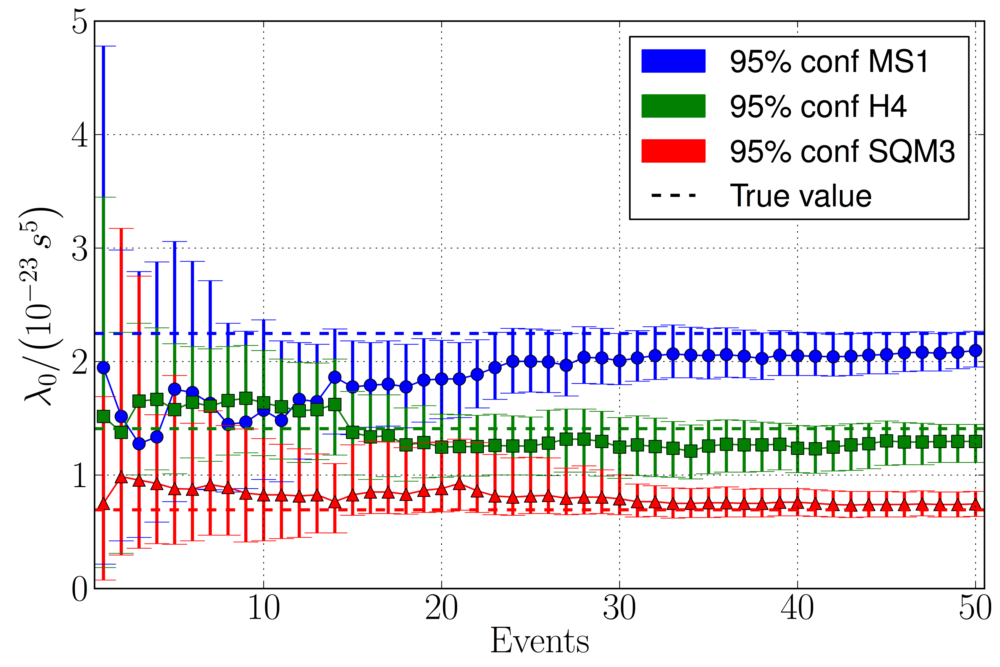 5
4
3
2
1
0
λ₀/(10⁻²³ s⁵)
95% conf MS1
95% conf H4
95% conf SQM3
True value
10 20 30 40 50
Events